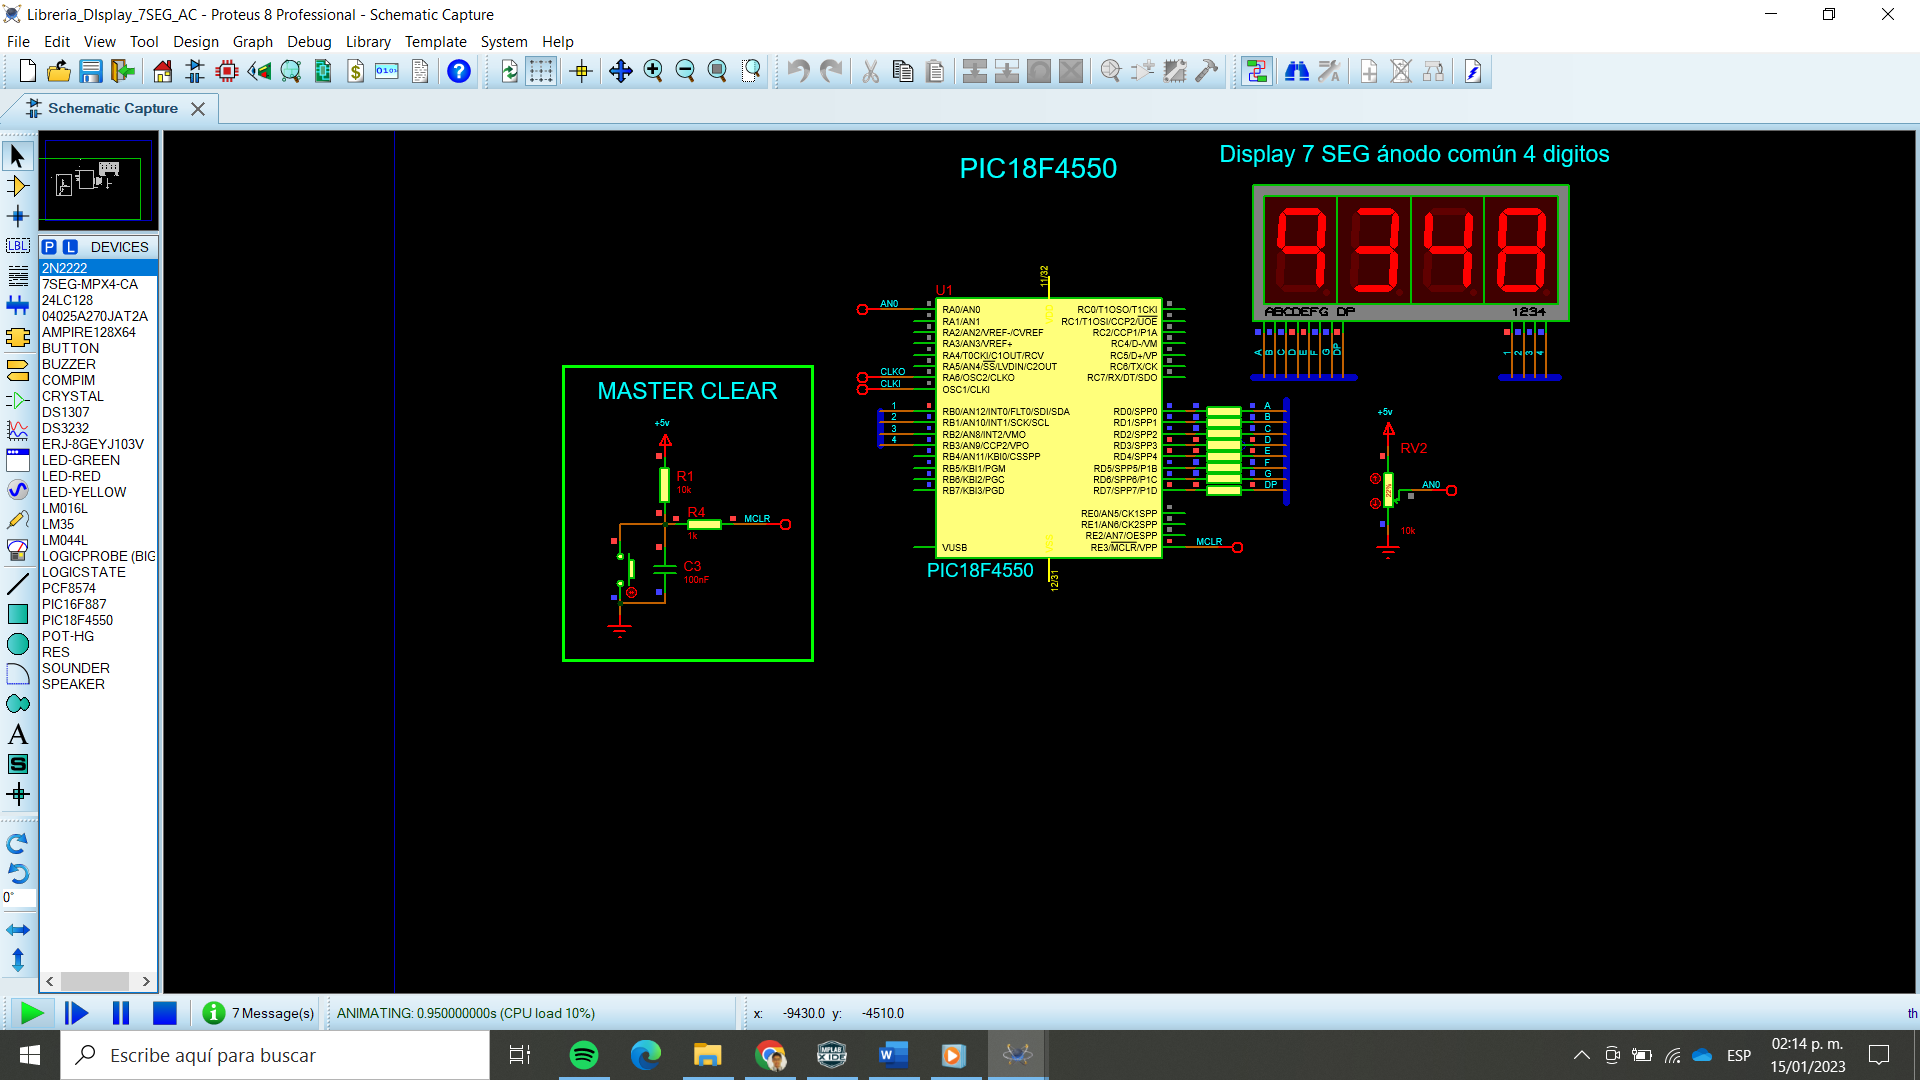 Libreria_DIsplay_7SEG_AC - Proteus 8 Professional - Schematic Capture
File Edit View Tool Design Graph Debug Library Template System Help
Schematic Capture
P L DEVICES
2N2222
7SEG-MPX4-CA
24LC128
04025A270JAT2A
AMPIRE128X64
BUTTON
BUZZER
COMPIM
CRYSTAL
DS1307
DS3232
ERJ-8GEYJ103V
LED-GREEN
LED-RED
LED-YELLOW
LM016L
LM35
LM044L
LOGICPROBE (BIG
LOGICSTATE
PCF8574
PIC16F887
PIC18F4550
POT-HG
RES
SOUNDER
SPEAKER
LBL
A
S
0°
MASTER CLEAR
+5v
R1
10k
R4
1k
MCLR
C3
100nF
PIC18F4550
U1
11/32
AN0
CLKO
CLKI
1
2
3
4
RA0/AN0
RA1/AN1
RA2/AN2/VREF-/CVREF
RA3/AN3/VREF+
RA4/T0CKI/C1OUT/RCV
RA5/AN4/SS/LVDIN/C2OUT
RA6/OSC2/CLKO
OSC1/CLKI
RB0/AN12/INT0/FLT0/SDI/SDA
RB1/AN10/INT1/SCK/SCL
RB2/AN8/INT2/VMO
RB3/AN9/CCP2/VPO
RB4/AN11/KBI0/CSSPP
RB5/KBI1/PGM
RB6/KBI2/PGC
RB7/KBI3/PGD
VUSB
RC0/T1OSO/T1CKI
RC1/T1OSI/CCP2/UOE
RC2/CCP1/P1A
RC4/D-/VM
RC5/D+/VP
RC6/TX/CK
RC7/RX/DT/SDO
RD0/SPP0
RD1/SPP1
RD2/SPP2
RD3/SPP3
RD4/SPP4
RD5/SPP5/P1B
RD6/SPP6/P1C
RD7/SPP7/P1D
RE0/AN5/CK1SPP
RE1/AN6/CK2SPP
RE2/AN7/OESPP
RE3/MCLR/VPP
MCLR
A
B
C
D
E
F
G
DP
PIC18F4550
12/31
Display 7 SEG ánodo común 4 digitos
9348
ABCDEFG DP 1234
A B C D E F G DP 1 2 3 4
+5v
RV2
22%
AN0
10k
7 Message(s) ANIMATING: 0.950000000s (CPU load 10%) x: -9430.0 y: -4510.0 th
Escribe aquí para buscar
ESP
02:14 p. m.
15/01/2023